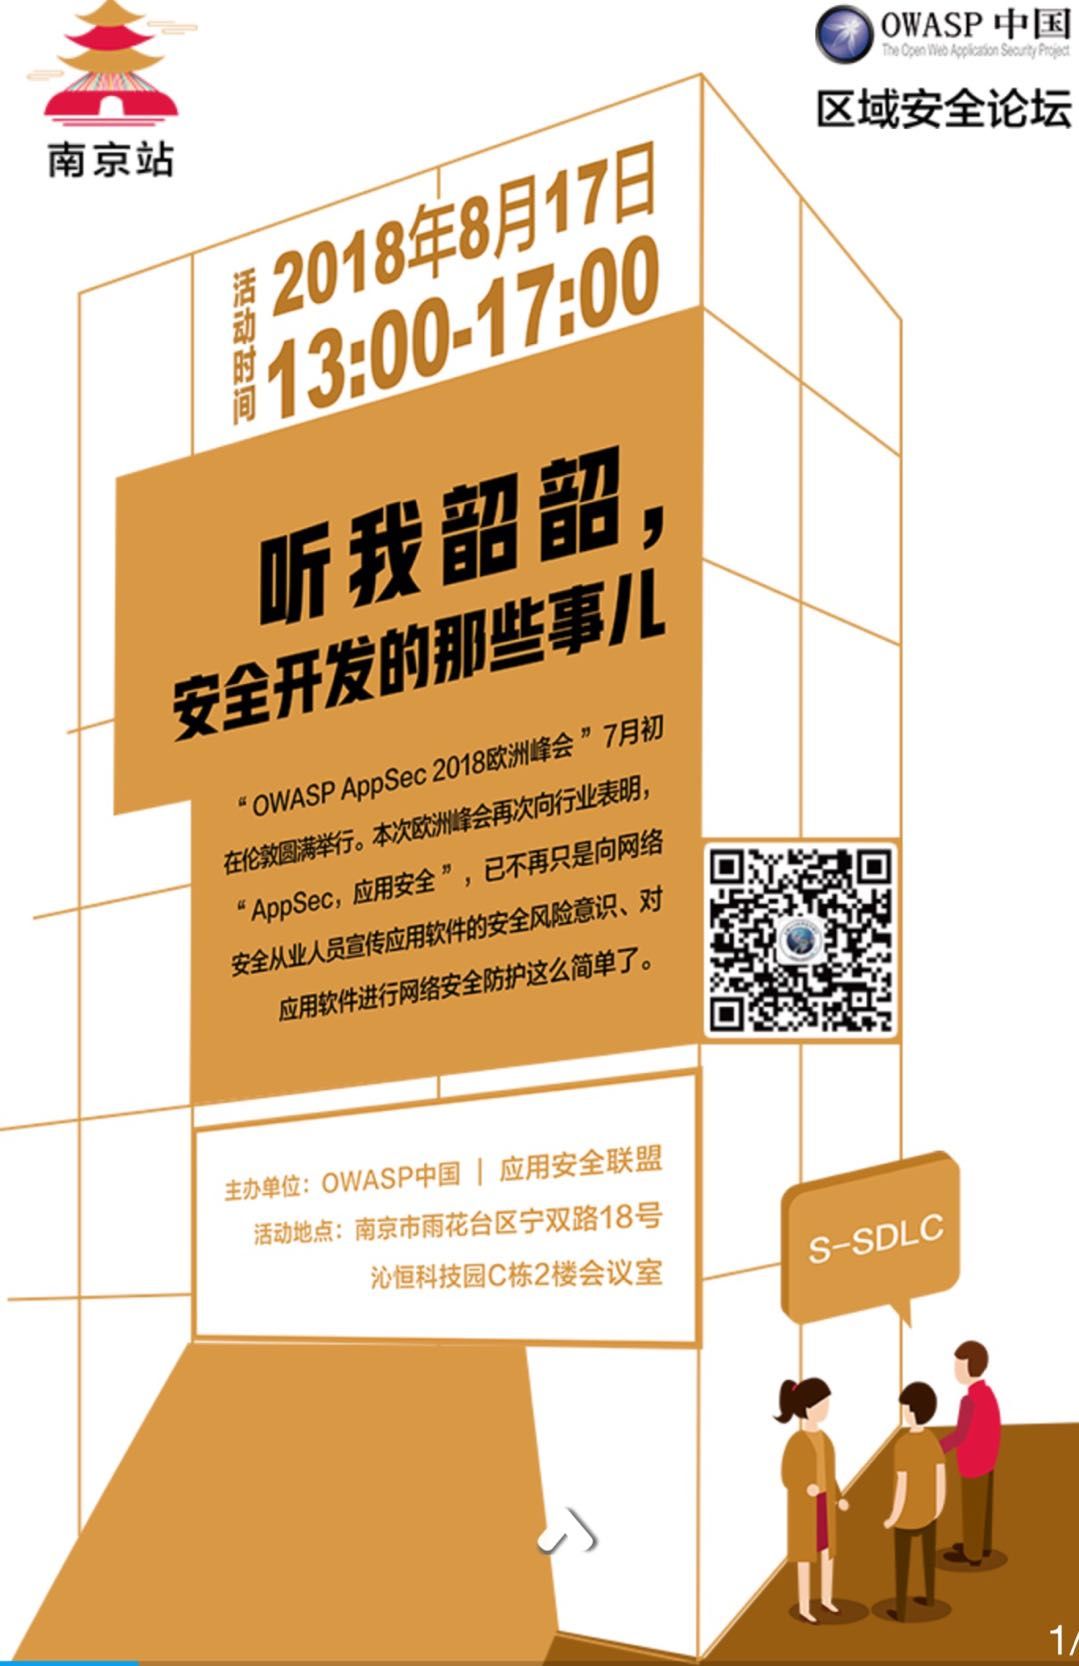 南京站
OWASP 中国
The Open Web Application Security Project
区域安全论坛
活动时间
2018年8月17日
13:00-17:00
听我韶韶，
安全开发的那些事儿
“ OWASP AppSec 2018欧洲峰会 ” 7月初
在伦敦圆满举行。本次欧洲峰会再次向行业表明，
“ AppSec，应用安全 ” ，已不再只是向网络
安全从业人员宣传应用软件的安全风险意识、对
应用软件进行网络安全防护这么简单了。
主办单位：OWASP中国 | 应用安全联盟
活动地点：南京市雨花台区宁双路18号
沁恒科技园C栋2楼会议室
S-SDLC
1/